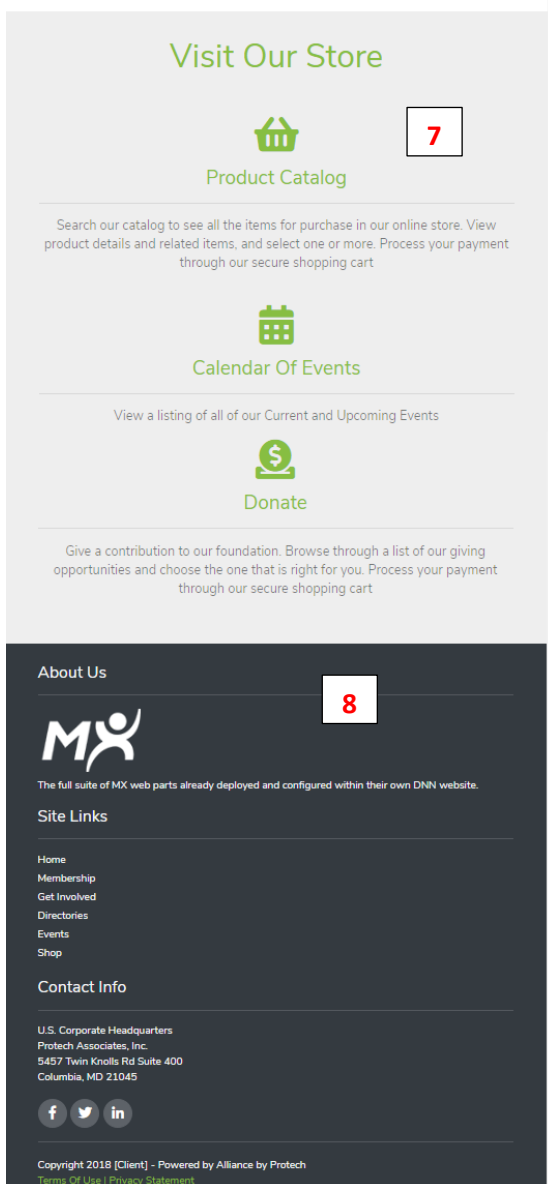 Visit Our Store
7
Product Catalog
Search our catalog to see all the items for purchase in our online store. View
product details and related items, and select one or more. Process your payment
through our secure shopping cart
Calendar Of Events
View a listing of all of our Current and Upcoming Events
$
Donate
Give a contribution to our foundation. Browse through a list of our giving
opportunities and choose the one that is right for you. Process your payment
through our secure shopping cart
About Us
8
MX
The full suite of MX web parts already deployed and configured within their own DNN website.
Site Links
Home
Membership
Get Involved
Directories
Events
Shop
Contact Info
U.S. Corporate Headquarters
Protech Associates, Inc.
5457 Twin Knolls Rd Suite 400
Columbia, MD 21045
f in
Copyright 2018 [Client] - Powered by Alliance by Protech
Terms Of Use | Privacy Statement